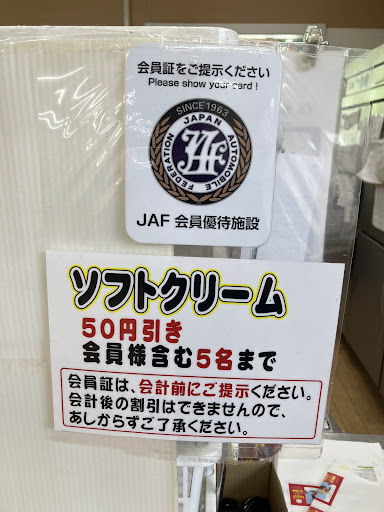 会員証をご提示ください
Please show your card !
SINCE 1963
JAPAN AUTOMOBILE FEDERATION
JAF
JAF 会員優待施設
ソフトクリーム
50円引き
会員様含む5名まで
会員証は、会計前にご提示ください。
会計後の割引はできませんので、
あしからずご了承ください。